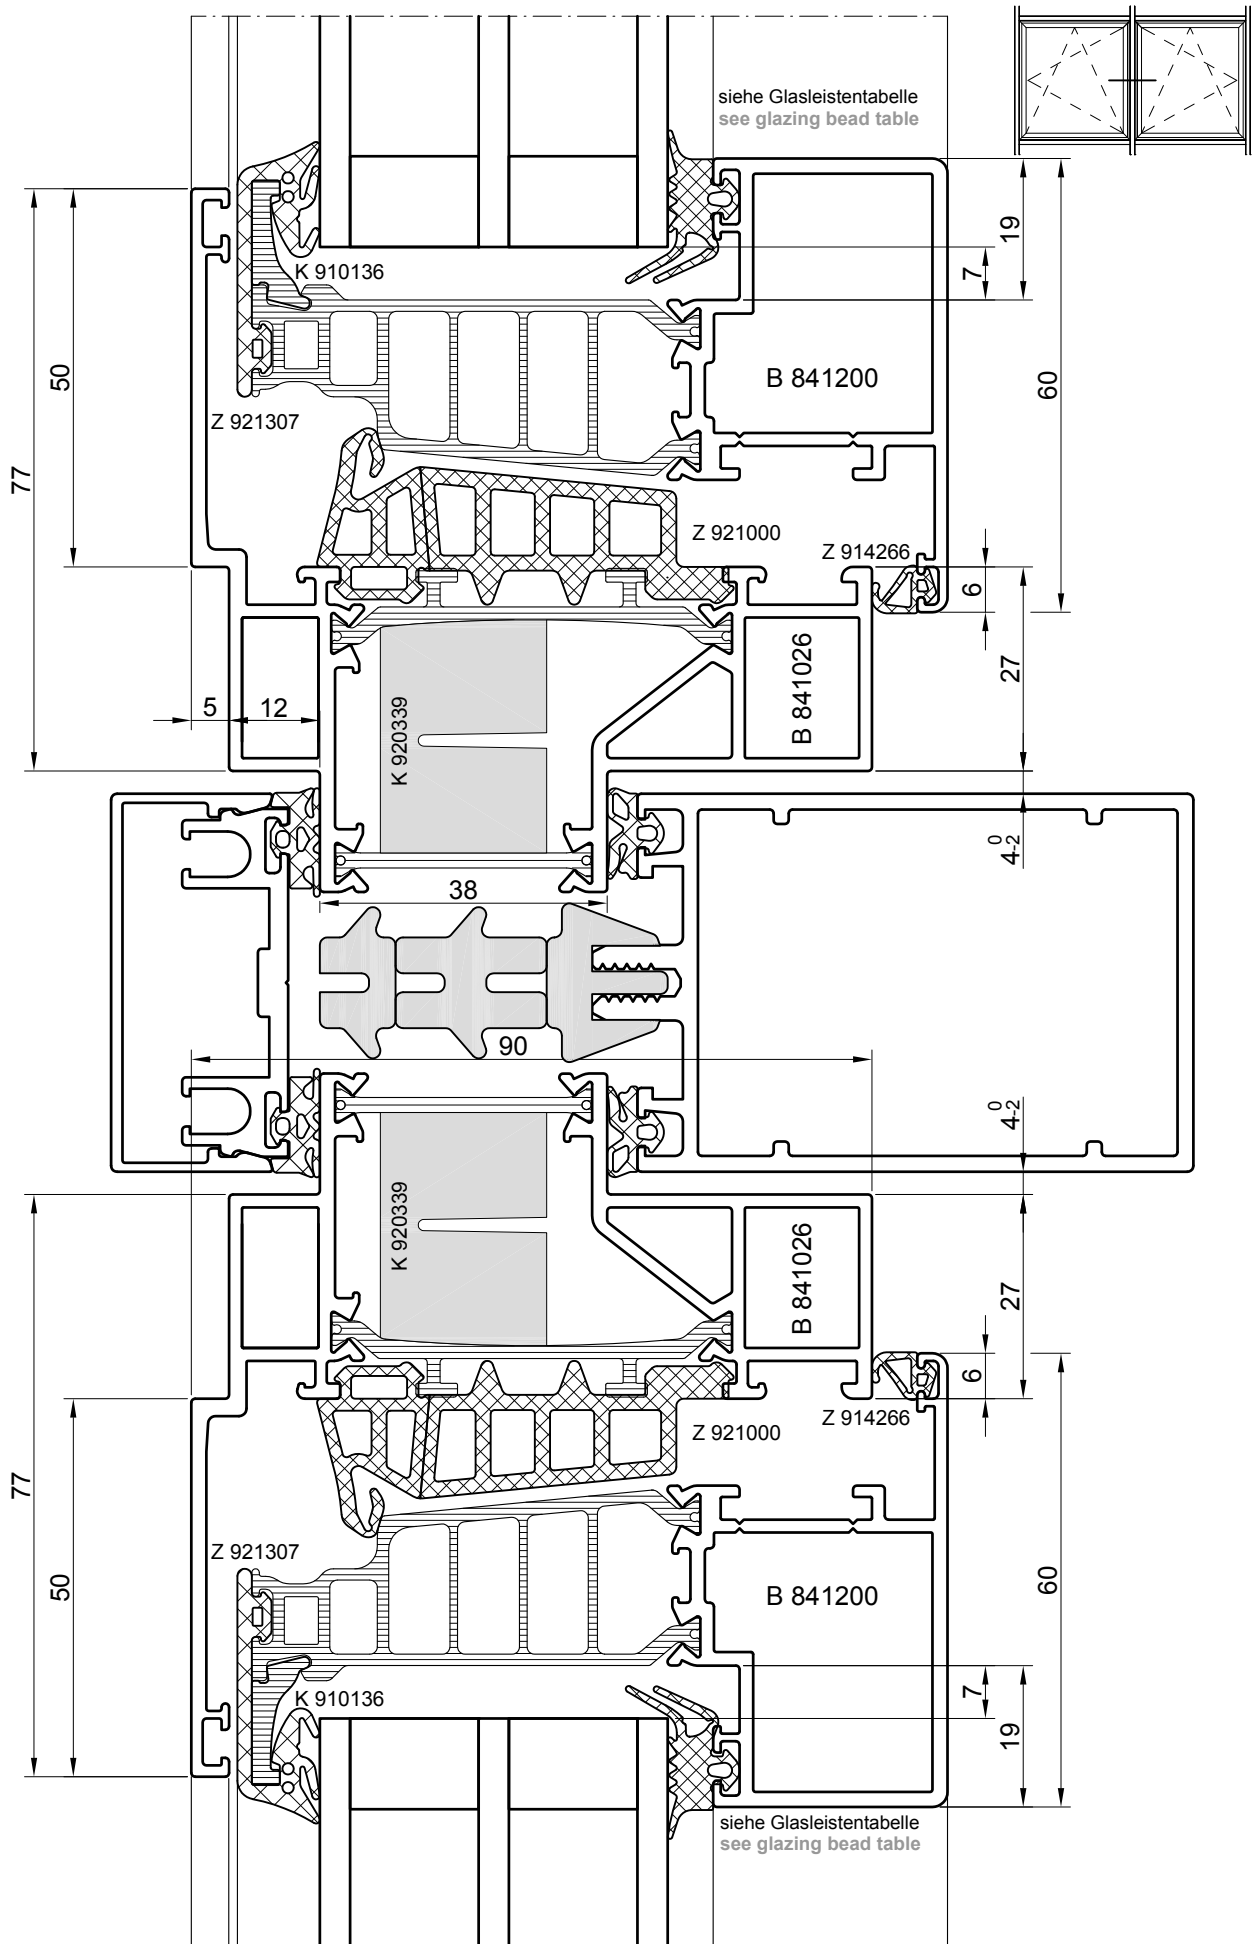 siehe Glasleistentabelle
see glazing bead table
19
7
K 910136
50
B 841200
60
Z 921307
77
Z 921000
Z 914266
6
27
5
12
K 920339
B 841026
4 0 -2
38
90
4 0 -2
K 920339
B 841026
27
6
Z 914266
Z 921000
77
Z 921307
50
B 841200
60
K 910136
7
19
siehe Glasleistentabelle
see glazing bead table